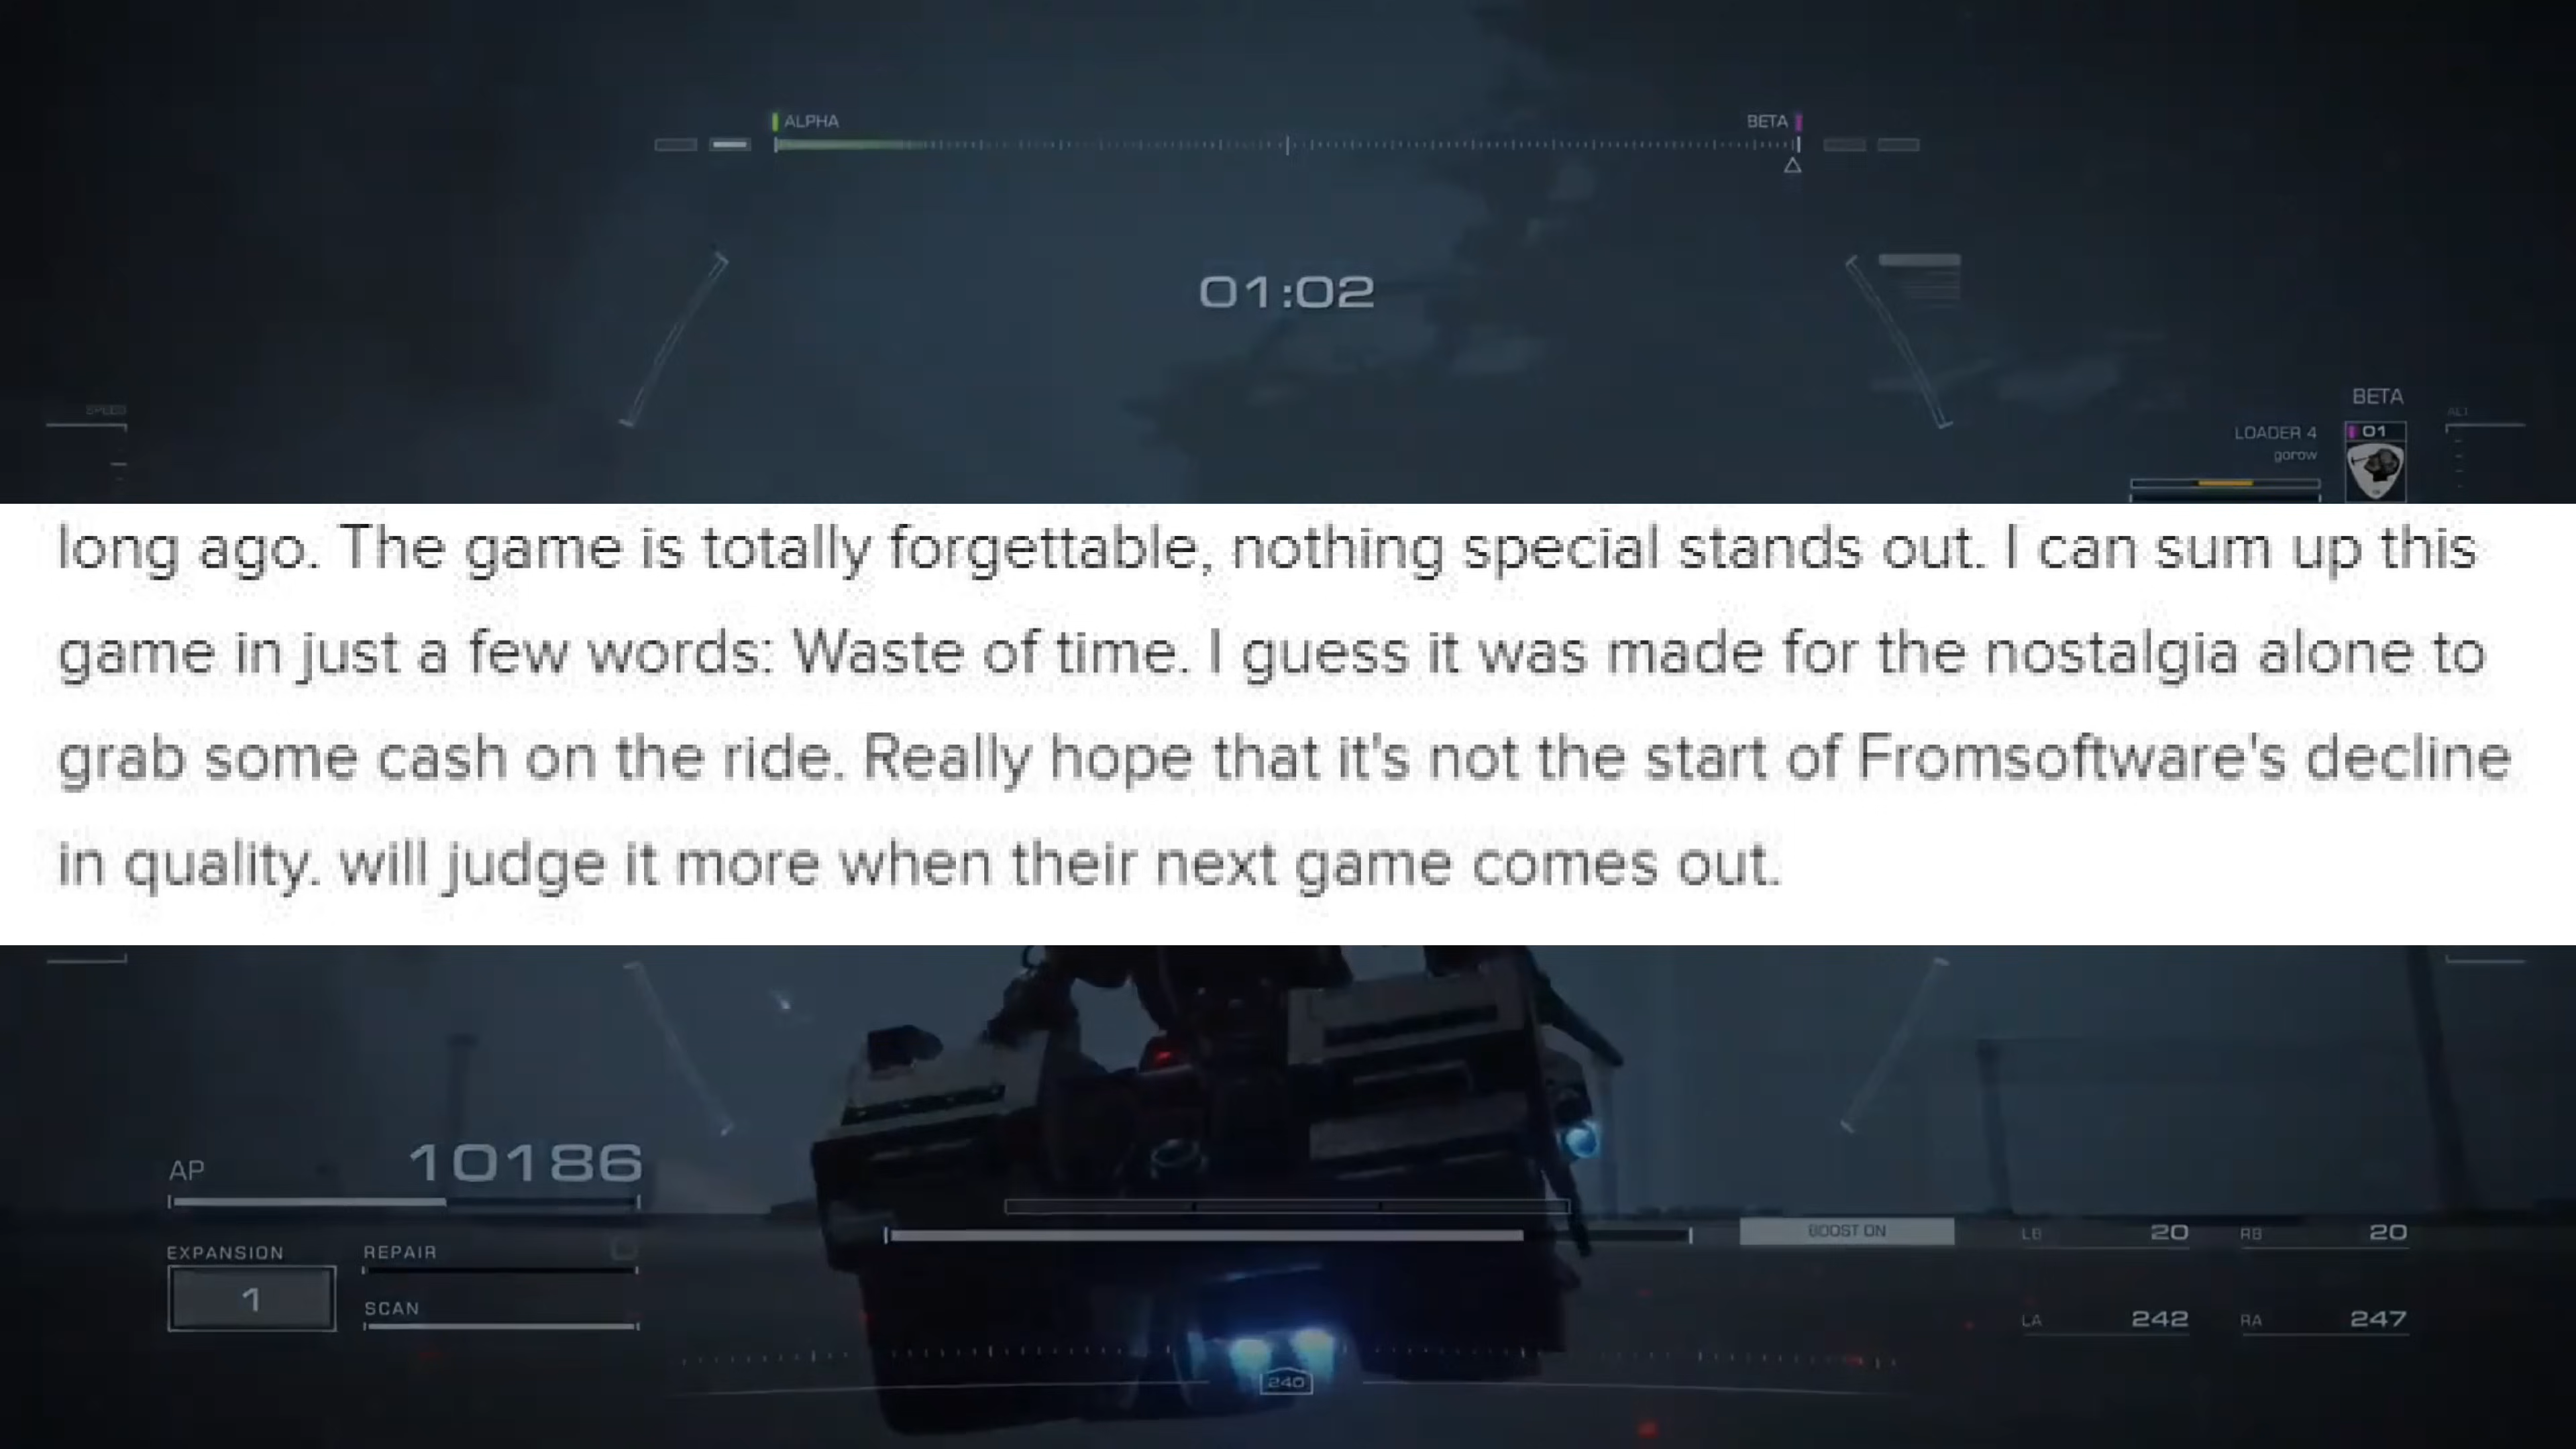 ALPHA
BETA
01:02
SPEED
BETA
ALT
LOADER 4
01
gorow
long ago. The game is totally forgettable, nothing special stands out. I can sum up this
game in just a few words: Waste of time. I guess it was made for the nostalgia alone to
grab some cash on the ride. Really hope that it's not the start of Fromsoftware's decline
in quality. will judge it more when their next game comes out.
AP 10186
EXPANSION
REPAIR
1
SCAN
BOOST ON
LB 20 RB 20
LA 242 RA 247
240